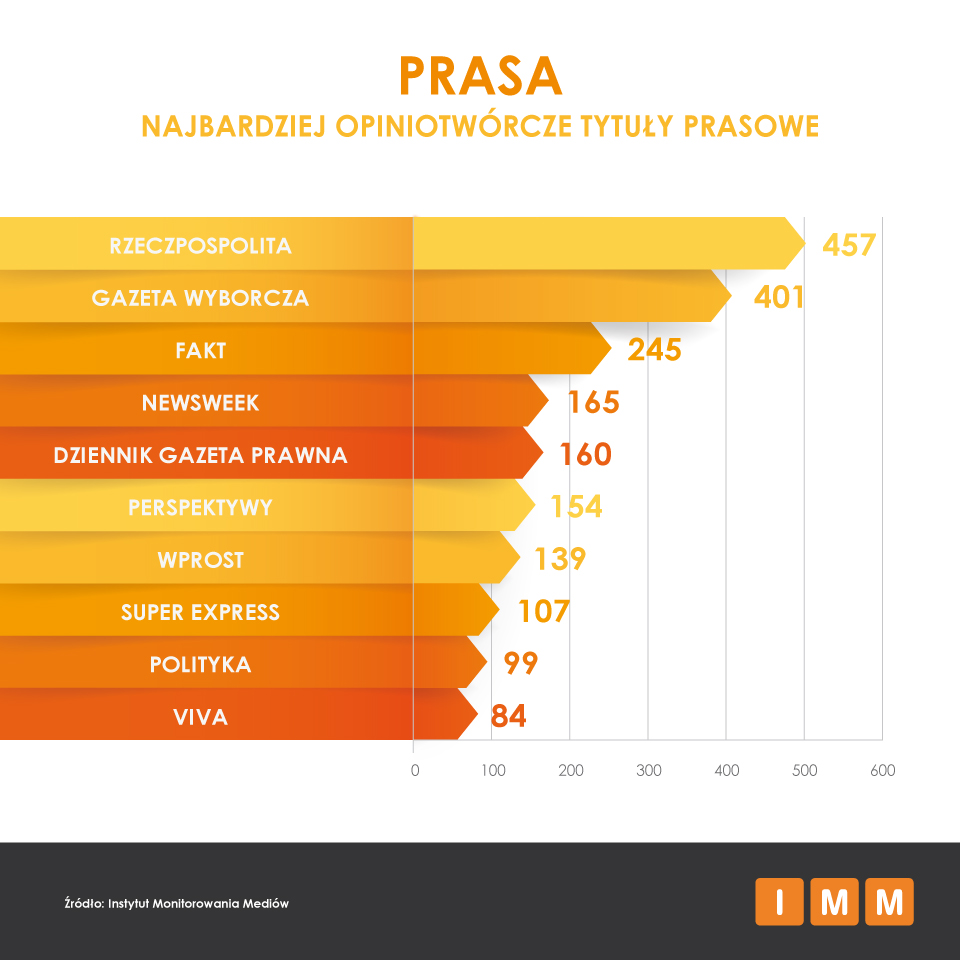 PRASA
NAJBARDZIEJ OPINIOTWÓRCZE TYTUŁY PRASOWE
RZECZPOSPOLITA 457
GAZETA WYBORCZA 401
FAKT 245
NEWSWEEK 165
DZIENNIK GAZETA PRAWNA 160
PERSPEKTYWY 154
WPROST 139
SUPER EXPRESS 107
POLITYKA 99
VIVA 84
0 100 200 300 400 500 600
Źródło: Instytut Monitorowania Mediów
IMM